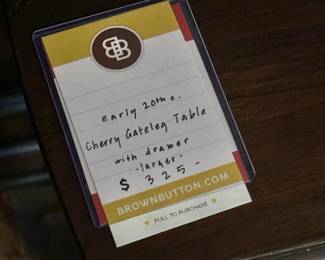 BB
early 20th c.
Cherry Gateleg Table
with drawer
-larger-
$ 325-
BROWNBUTTON.COM
PULL TO PURCHASE